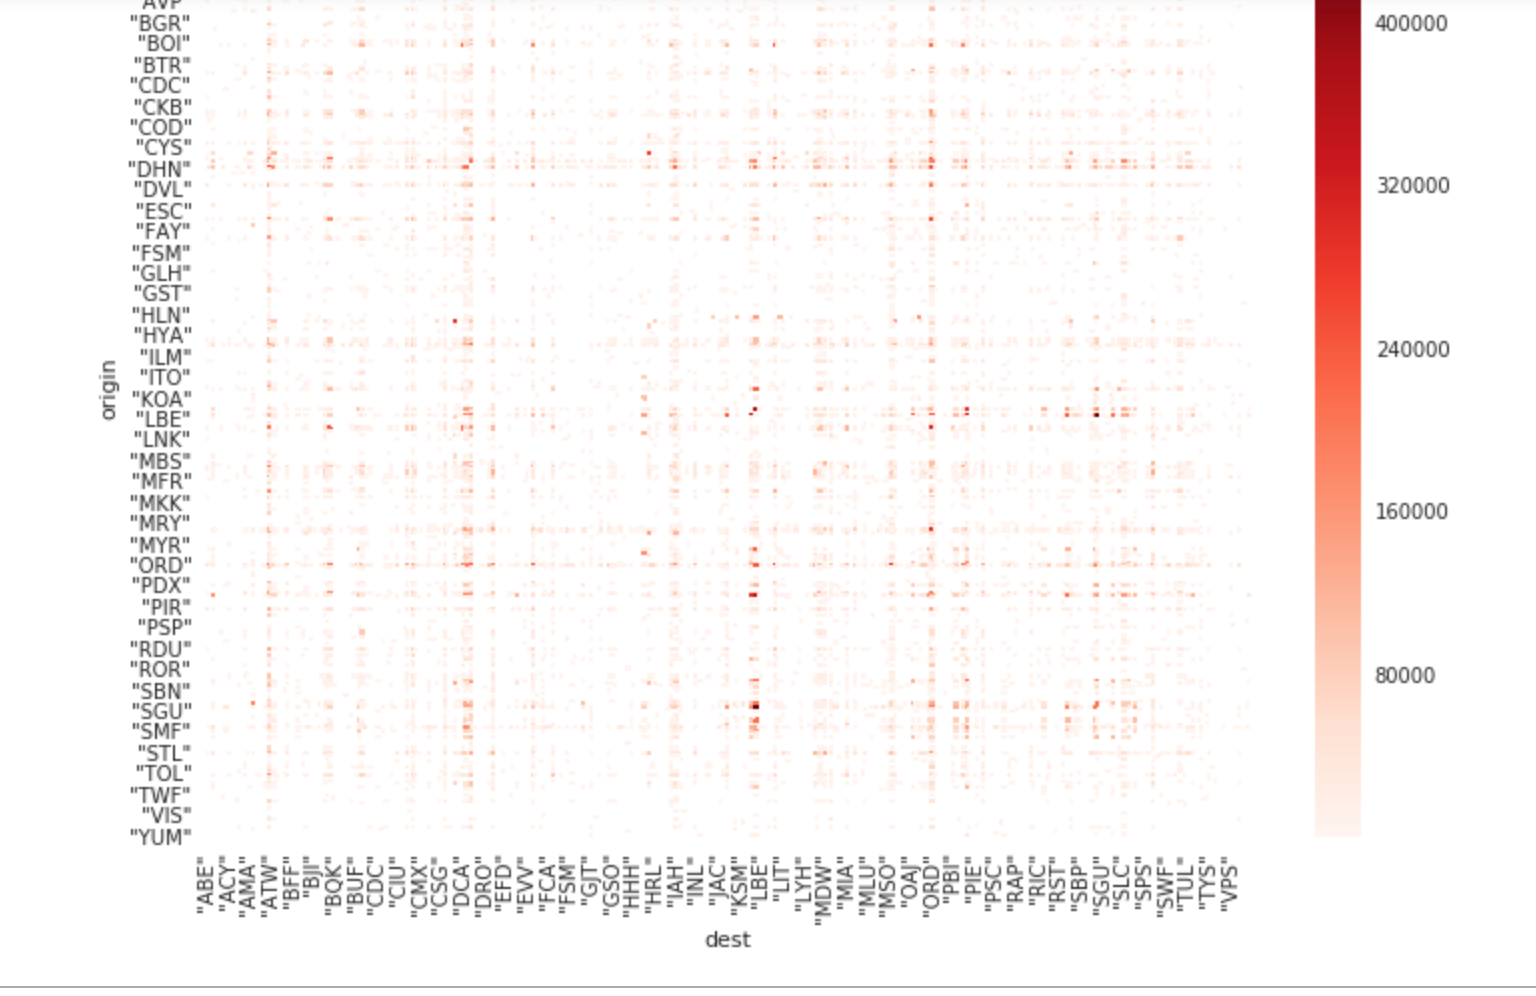 "BGR"
"BOI"
"BTR"
"CDC"
"CKB"
"COD"
"CYS"
"DHN"
"DVL"
"ESC"
"FAY"
"FSM"
"GLH"
"GST"
"HLN"
"HYA"
"ILM"
"ITO"
"KOA"
"LBE"
"LNK"
"MBS"
"MFR"
"MKK"
"MRY"
"MYR"
"ORD"
"PDX"
"PIR"
"PSP"
"RDU"
"ROR"
"SBN"
"SGU"
"SMF"
"STL"
"TOL"
"TWF"
"VIS"
"YUM"
origin
"ABE"
"ACY"
"AMA"
"ATW"
"BFF"
"BJI"
"BQK"
"BUF"
"CDC"
"CIU"
"CMX"
"CSG"
"DCA"
"DRO"
"EFD"
"EVV"
"FCA"
"FSM"
"GJT"
"GSO"
"HHH"
"HRL"
"IAH"
"INL"
"JAC"
"KSM"
"LBE"
"LIT"
"LYH"
"MDW"
"MIA"
"MLU"
"MSO"
"OAJ"
"ORD"
"PBI"
"PIE"
"PSC"
"RAP"
"RIC"
"RST"
"SBP"
"SGU"
"SLC"
"SPS"
"SWF"
"TUL"
"TYS"
"VPS"
dest
400000
320000
240000
160000
80000